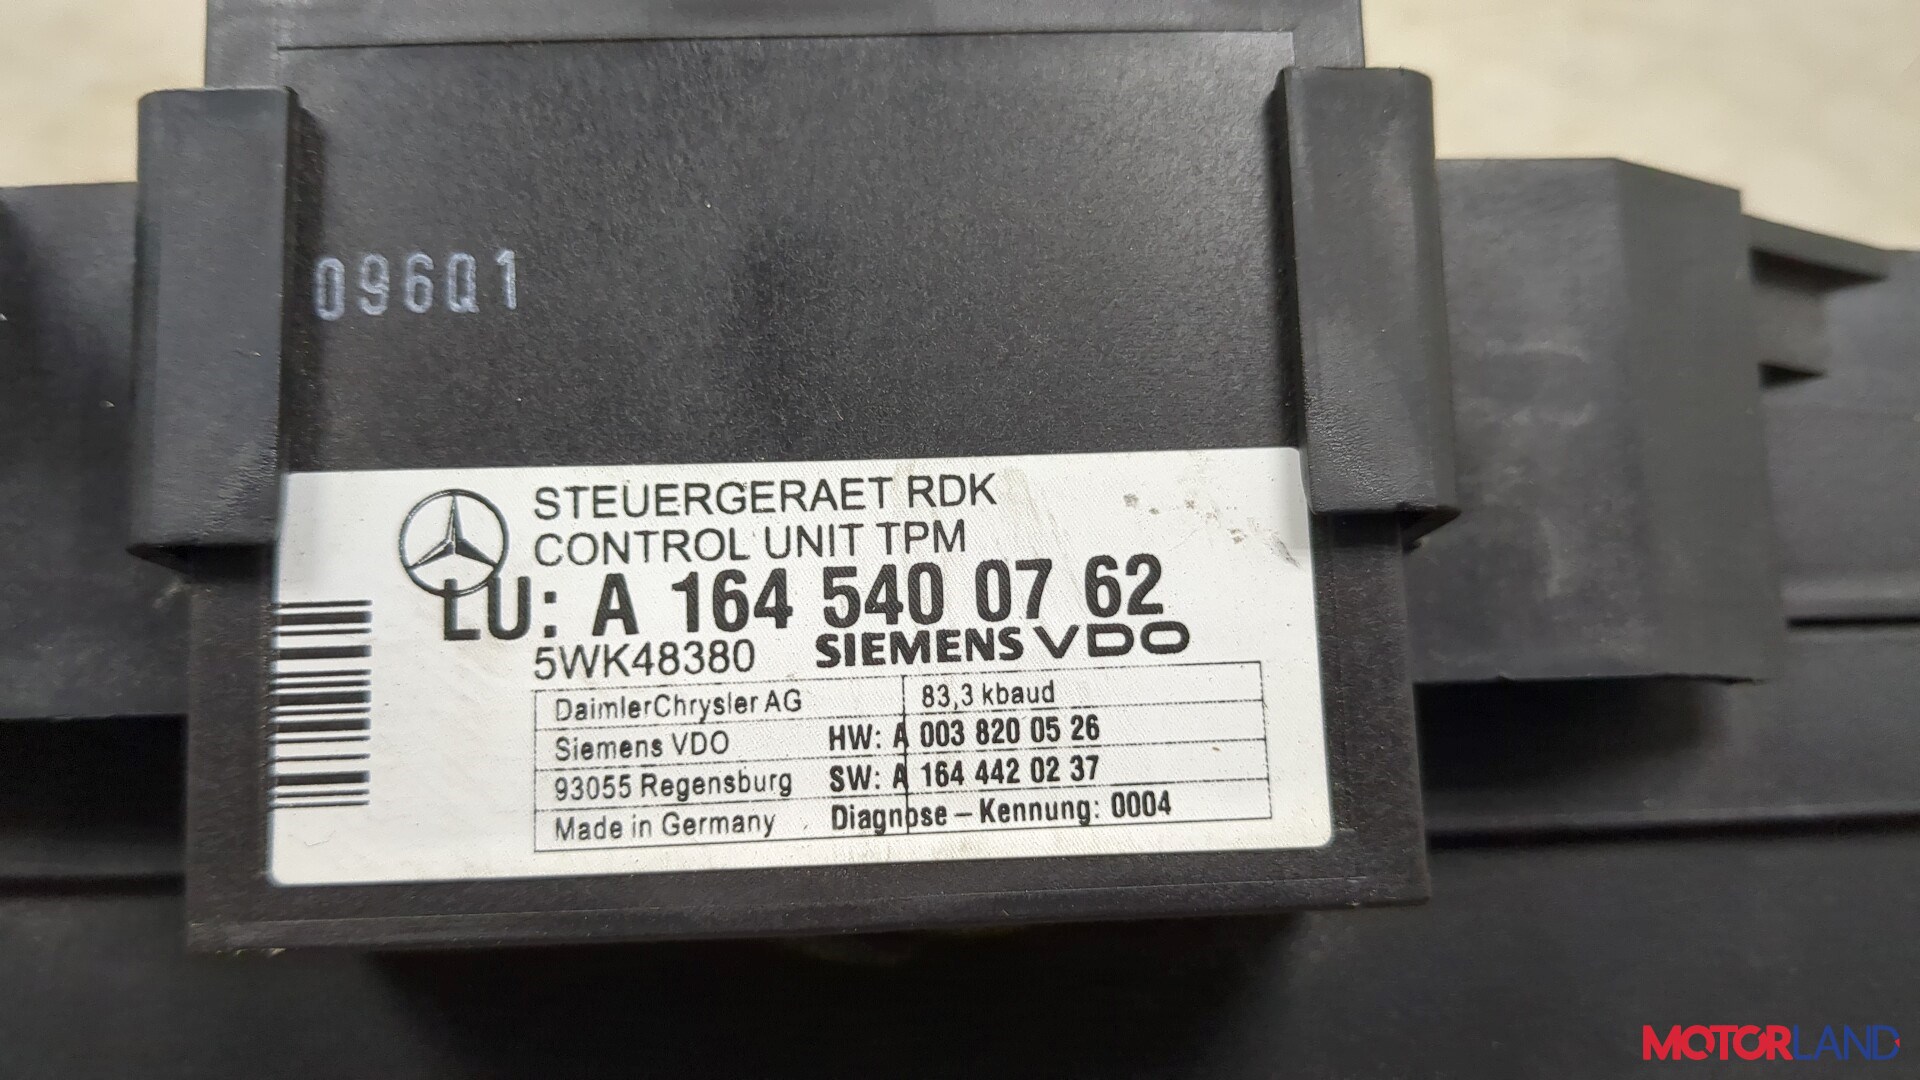 096Q1
STEUERGERAET RDK
CONTROL UNIT TPM
LU: A 164 540 07 62
5WK48380 SIEMENS VDO
DaimlerChrysler AG 83,3 kbaud
Siemens VDO HW: A 003 820 05 26
93055 Regensburg SW: A 164 442 02 37
Made in Germany Diagnose – Kennung: 0004
MOTORLAND